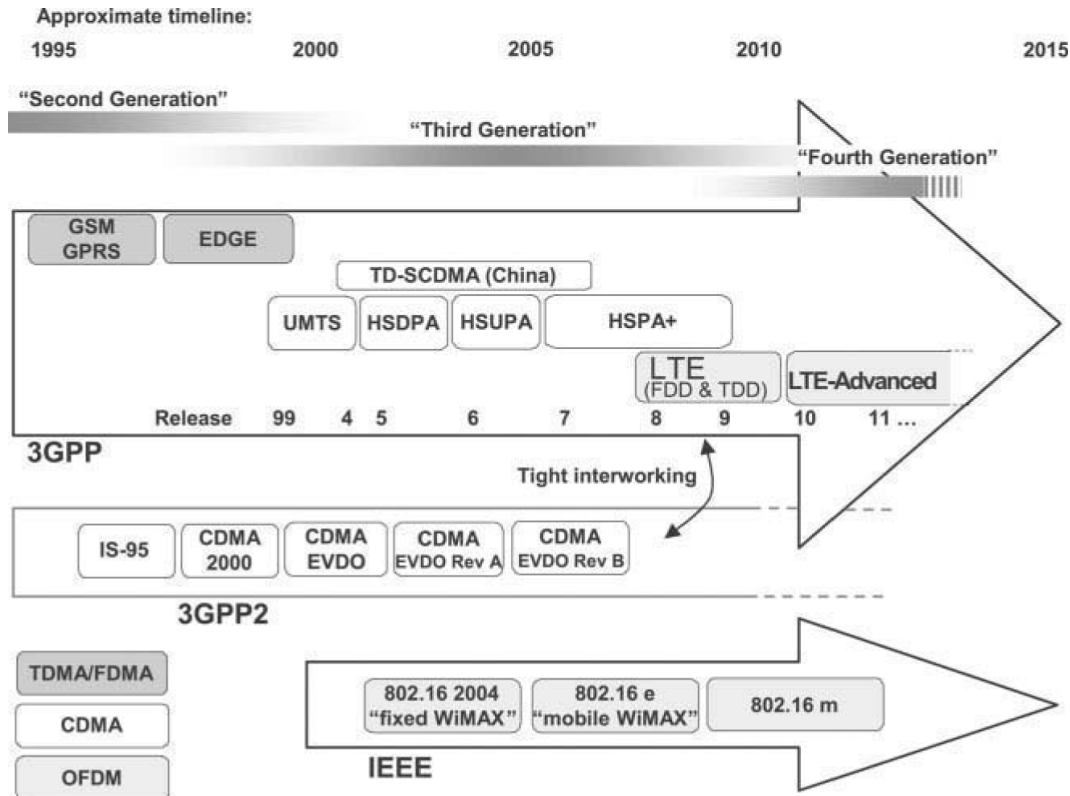 Approximate timeline:
1995 2000 2005 2010 2015
“Second Generation”
“Third Generation”
“Fourth Generation”
GSM
GPRS
EDGE
TD-SCDMA (China)
UMTS
HSDPA
HSUPA
HSPA+
LTE
(FDD & TDD)
LTE-Advanced
Release 99 4 5 6 7 8 9 10 11 ...
3GPP
Tight interworking
IS-95
CDMA
2000
CDMA
EVDO
CDMA
EVDO Rev A
CDMA
EVDO Rev B
3GPP2
TDMA/FDMA
CDMA
OFDM
802.16 2004
“fixed WiMAX”
802.16 e
“mobile WiMAX”
802.16 m
IEEE